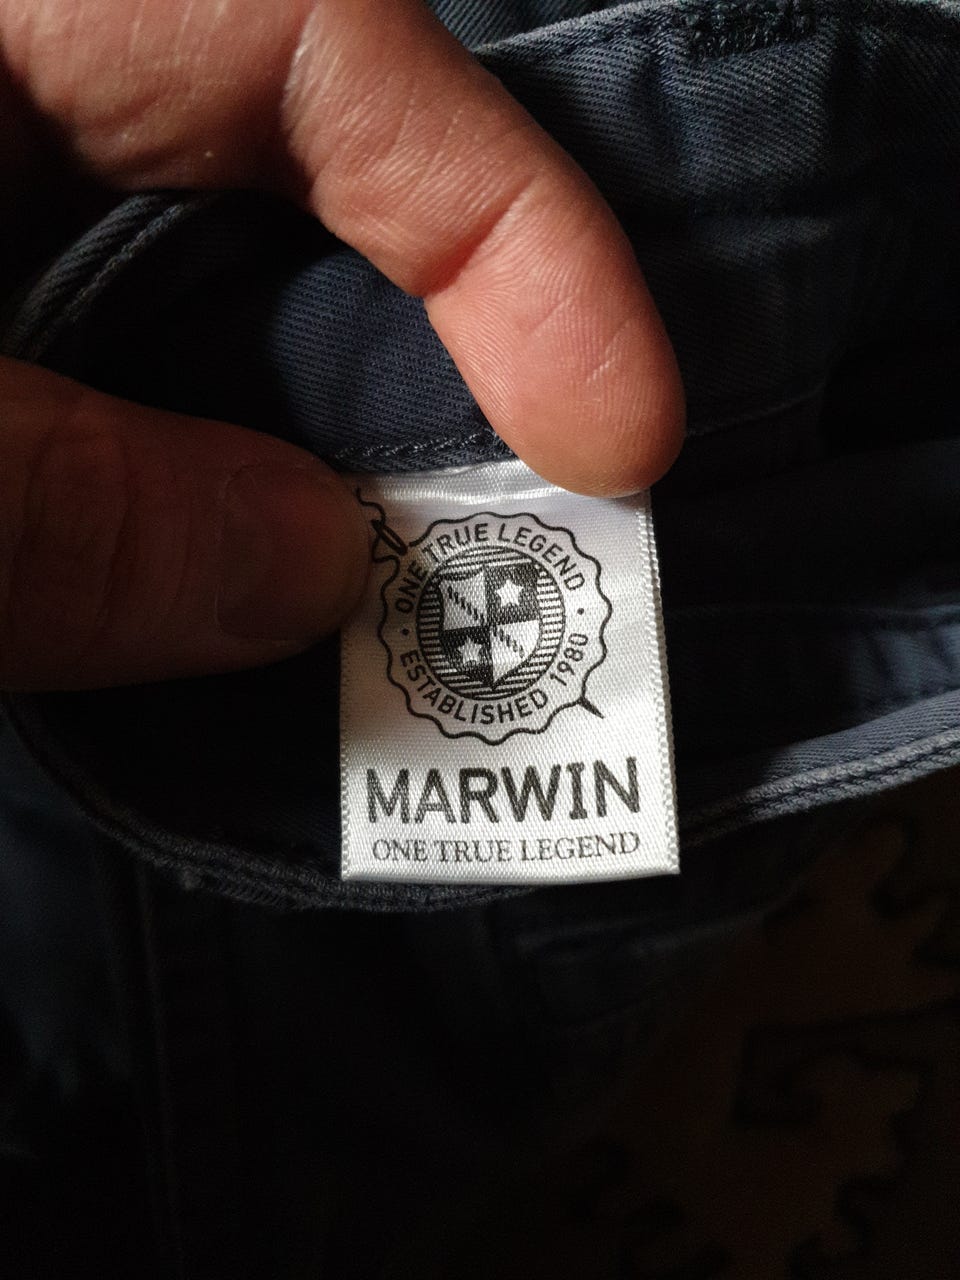 ONE TRUE LEGEND
· ESTABLISHED 1980 ·
MARWIN
ONE TRUE LEGEND